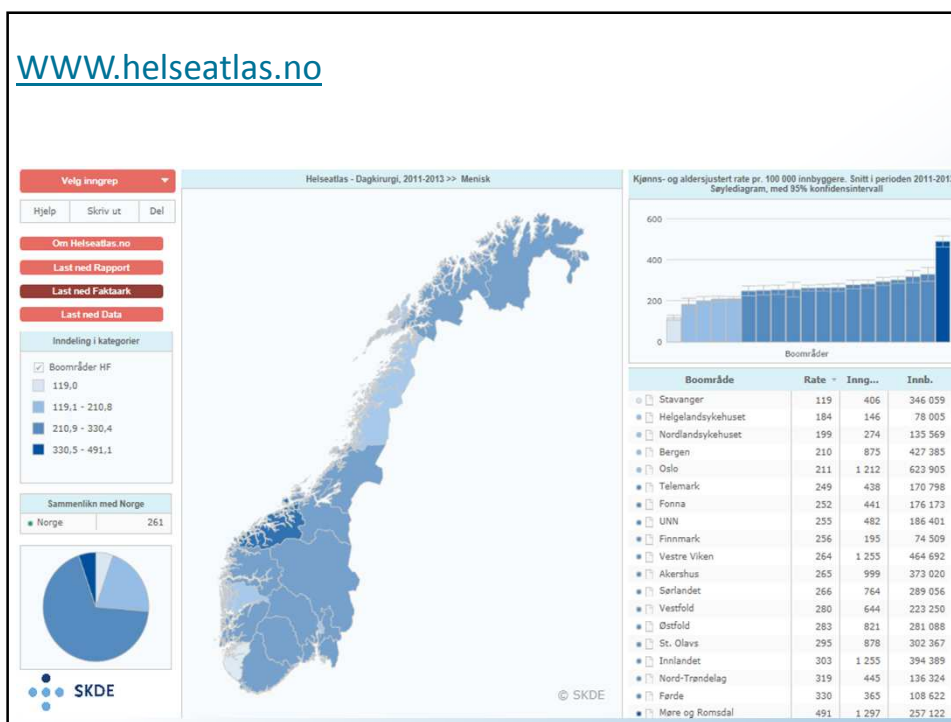 WWW.helseatlas.no
Velg inngrep
Hjelp Skriv ut Del
Om Helseatlas.no
Last ned Rapport
Last ned Faktaark
Last ned Data
Inndeling i kategorier
Boområder HF
119,0
119,1 - 210,8
210,9 - 330,4
330,5 - 491,1
Sammenlikn med Norge
Norge 261
SKDE
Helseatlas - Dagkirurgi, 2011-2013 >> Menisk
© SKDE
Kjønns- og aldersjustert rate pr. 100 000 innbyggere. Snitt i perioden 2011-2013
Søylediagram, med 95% konfidensintervall
600
400
200
0
Boområder
Boområde Rate Inng... Innb.
Stavanger 119 406 346 059
Helgelandsykehuset 184 146 78 005
Nordlandsykehuset 199 274 135 569
Bergen 210 875 427 385
Oslo 211 1 212 623 905
Telemark 249 438 170 798
Fonna 252 441 176 173
UNN 255 482 186 401
Finnmark 256 195 74 509
Vestre Viken 264 1 255 464 692
Akershus 265 999 373 020
Sørlandet 266 764 289 056
Vestfold 280 644 223 250
Østfold 283 821 281 088
St. Olavs 295 878 302 367
Innlandet 303 1 255 394 389
Nord-Trøndelag 319 445 136 324
Førde 330 365 108 622
Møre og Romsdal 491 1 297 257 122